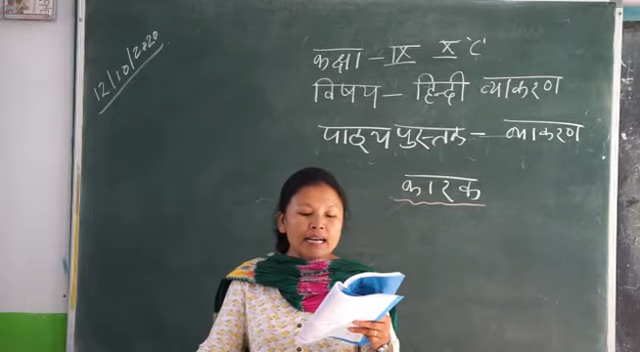 12/10/2020
कक्षा - IX X 'C'
विषय - हिन्दी व्याकरण
पाठ्यपुस्तक - व्याकरण
कारक